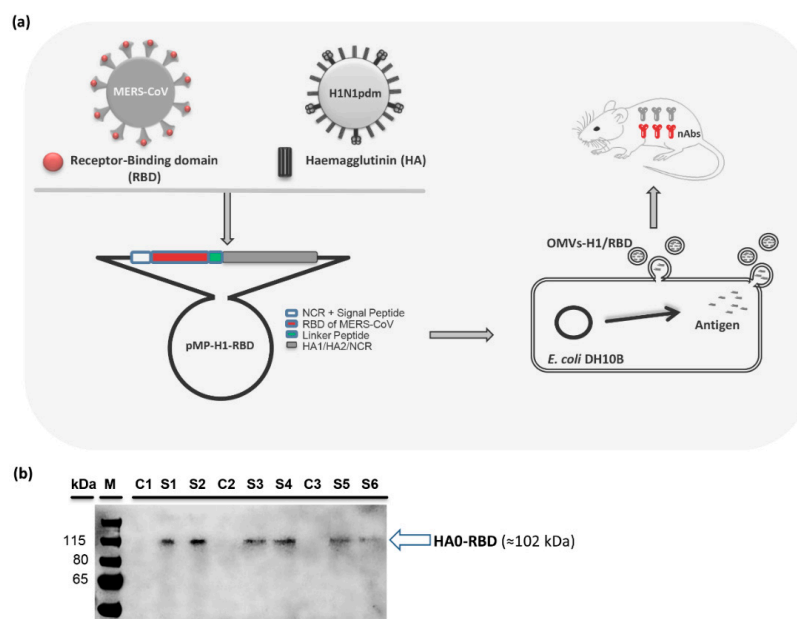 (a)
MERS-CoV
H1N1pdm
Receptor-Binding domain
(RBD)
Haemagglutinin (HA)
nAbs
OMVs-H1/RBD
NCR + Signal Peptide
RBD of MERS-CoV
Linker Peptide
HA1/HA2/NCR
pMP-H1-RBD
Antigen
E. coli DH10B
(b)
kDa M C1 S1 S2 C2 S3 S4 C3 S5 S6
115
80
65
HA0-RBD (≈102 kDa)